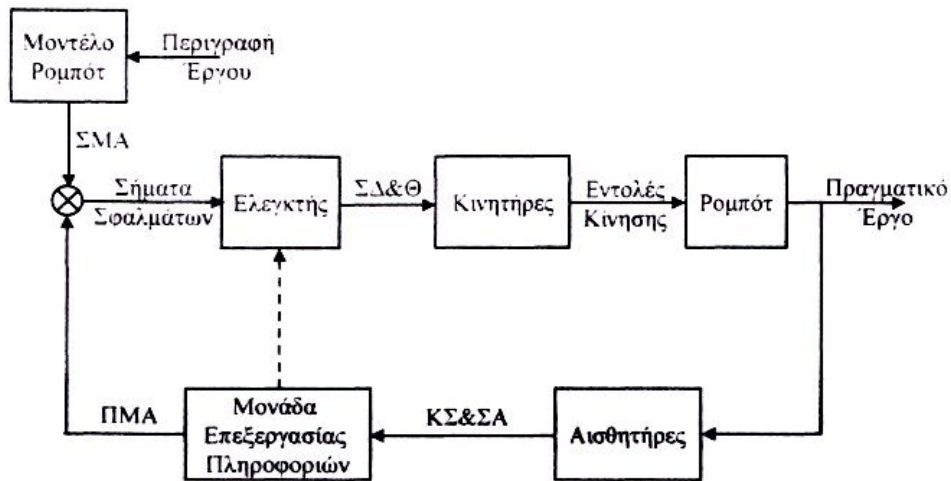 Μοντέλο
Ρομπότ
Περιγραφή
Έργου
ΣΜΑ
Σήματα
Σφαλμάτων
Ελεγκτής
ΣΔ&Θ
Κινητήρες
Εντολές
Κίνησης
Ρομπότ
Πραγματικό
Έργο
ΠΜΑ
Μονάδα
Επεξεργασίας
Πληροφοριών
ΚΣ&ΣΑ
Αισθητήρες